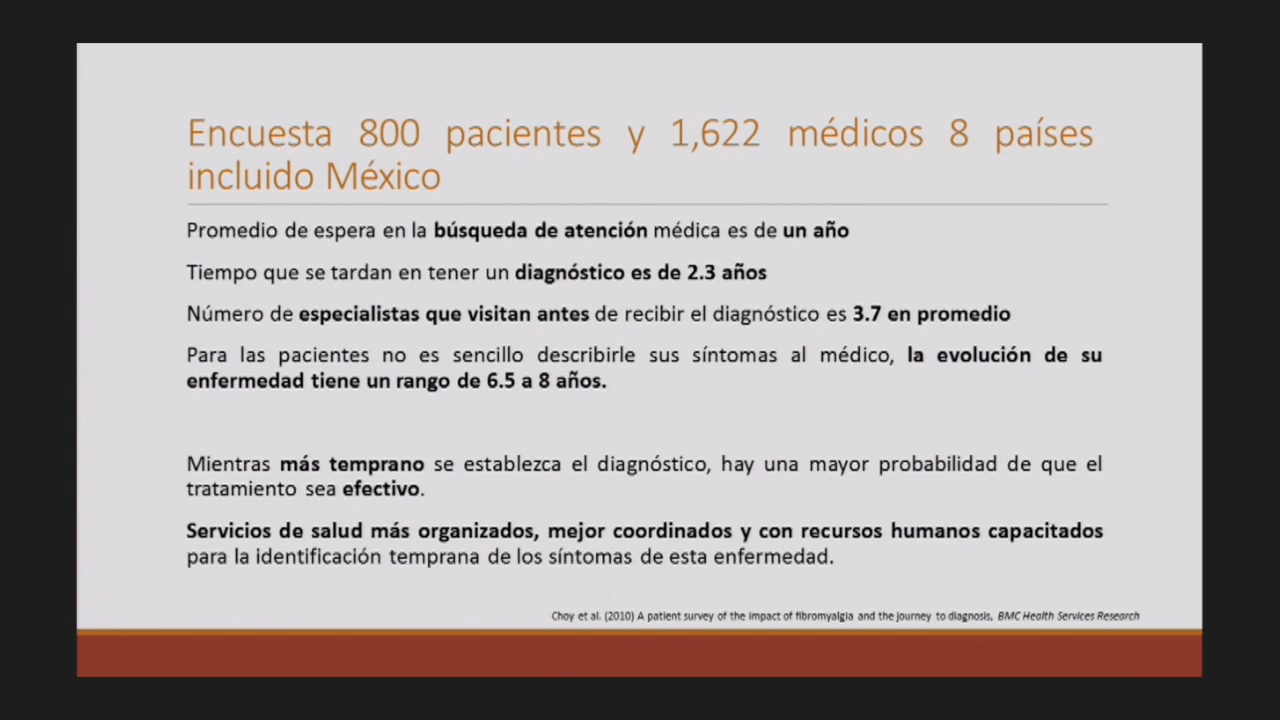 Encuesta 800 pacientes y 1,622 médicos 8 países
incluido México
Promedio de espera en la búsqueda de atención médica es de un año
Tiempo que se tardan en tener un diagnóstico es de 2.3 años
Número de especialistas que visitan antes de recibir el diagnóstico es 3.7 en promedio
Para las pacientes no es sencillo describirle sus síntomas al médico, la evolución de su
enfermedad tiene un rango de 6.5 a 8 años.
Mientras más temprano se establezca el diagnóstico, hay una mayor probabilidad de que el
tratamiento sea efectivo.
Servicios de salud más organizados, mejor coordinados y con recursos humanos capacitados
para la identificación temprana de los síntomas de esta enfermedad.
Choy et al. (2010) A patient survey of the impact of fibromyalgia and the journey to diagnosis, BMC Health Services Research